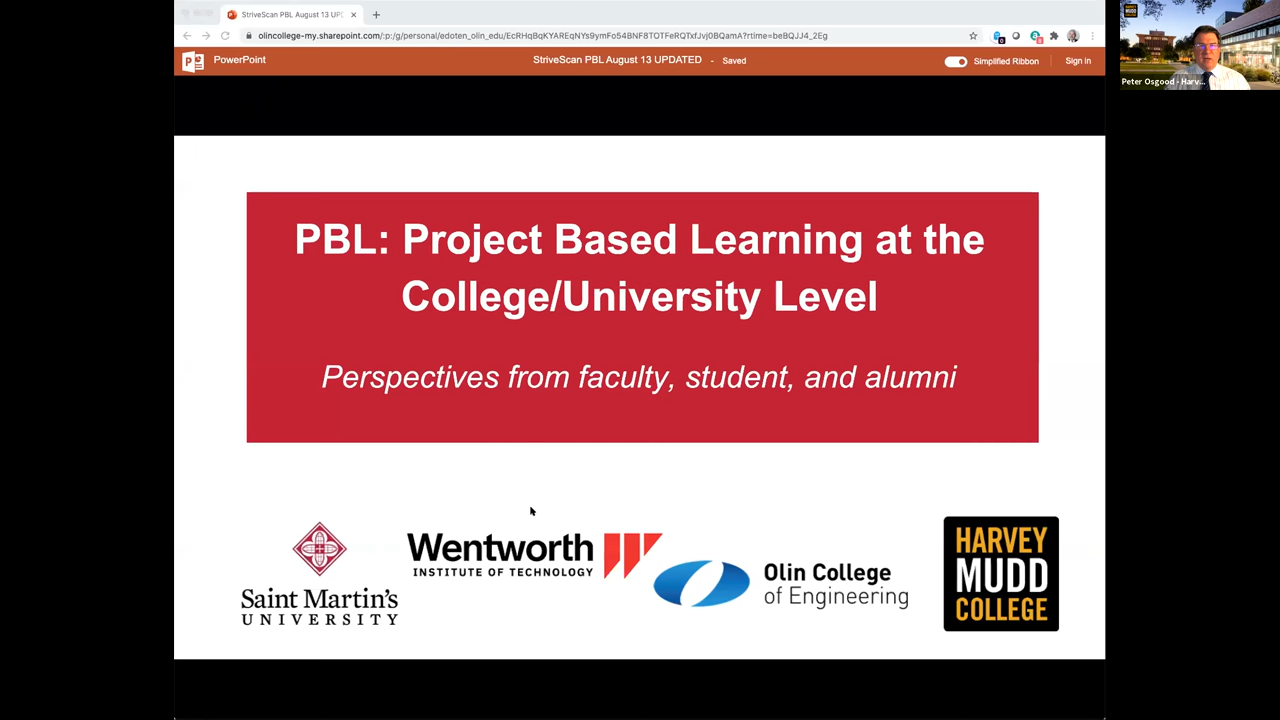 StriveScan PBL August 13 UPD
olincollege-my.sharepoint.com/:p:/g/personal/edoten_olin_edu/EcRHqBqKYAREqNYs9ymFo54BNF8TOTFeRQTxfJvj0BQamA?rtime=beBQJJ4_2Eg
PowerPoint
StriveScan PBL August 13 UPDATED - Saved
Simplified Ribbon
Sign in
Peter Osgood - Harv...
PBL: Project Based Learning at the
College/University Level
Perspectives from faculty, student, and alumni
Saint Martin's
UNIVERSITY
Wentworth
INSTITUTE OF TECHNOLOGY
Olin College
of Engineering
HARVEY
MUDD
COLLEGE